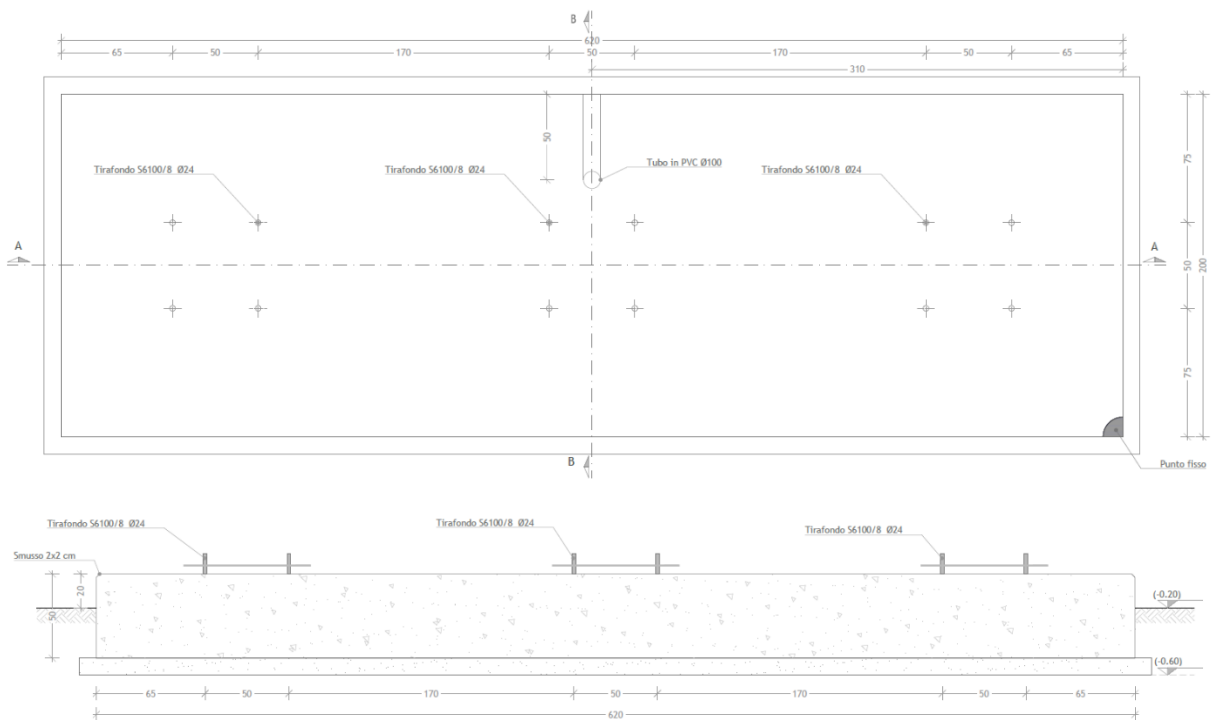 B
620
65 50 170 50 170 50 65
310
50
75
Tubo in PVC Ø100
Tirafondo S6100/8 Ø24
Tirafondo S6100/8 Ø24
Tirafondo S6100/8 Ø24
A
A
50
200
75
B
Punto fisso
Tirafondo S6100/8 Ø24
Tirafondo S6100/8 Ø24
Tirafondo S6100/8 Ø24
Smusso 2x2 cm
20
50
(-0.20)
(-0.60)
65 50 170 50 170 50 65
620